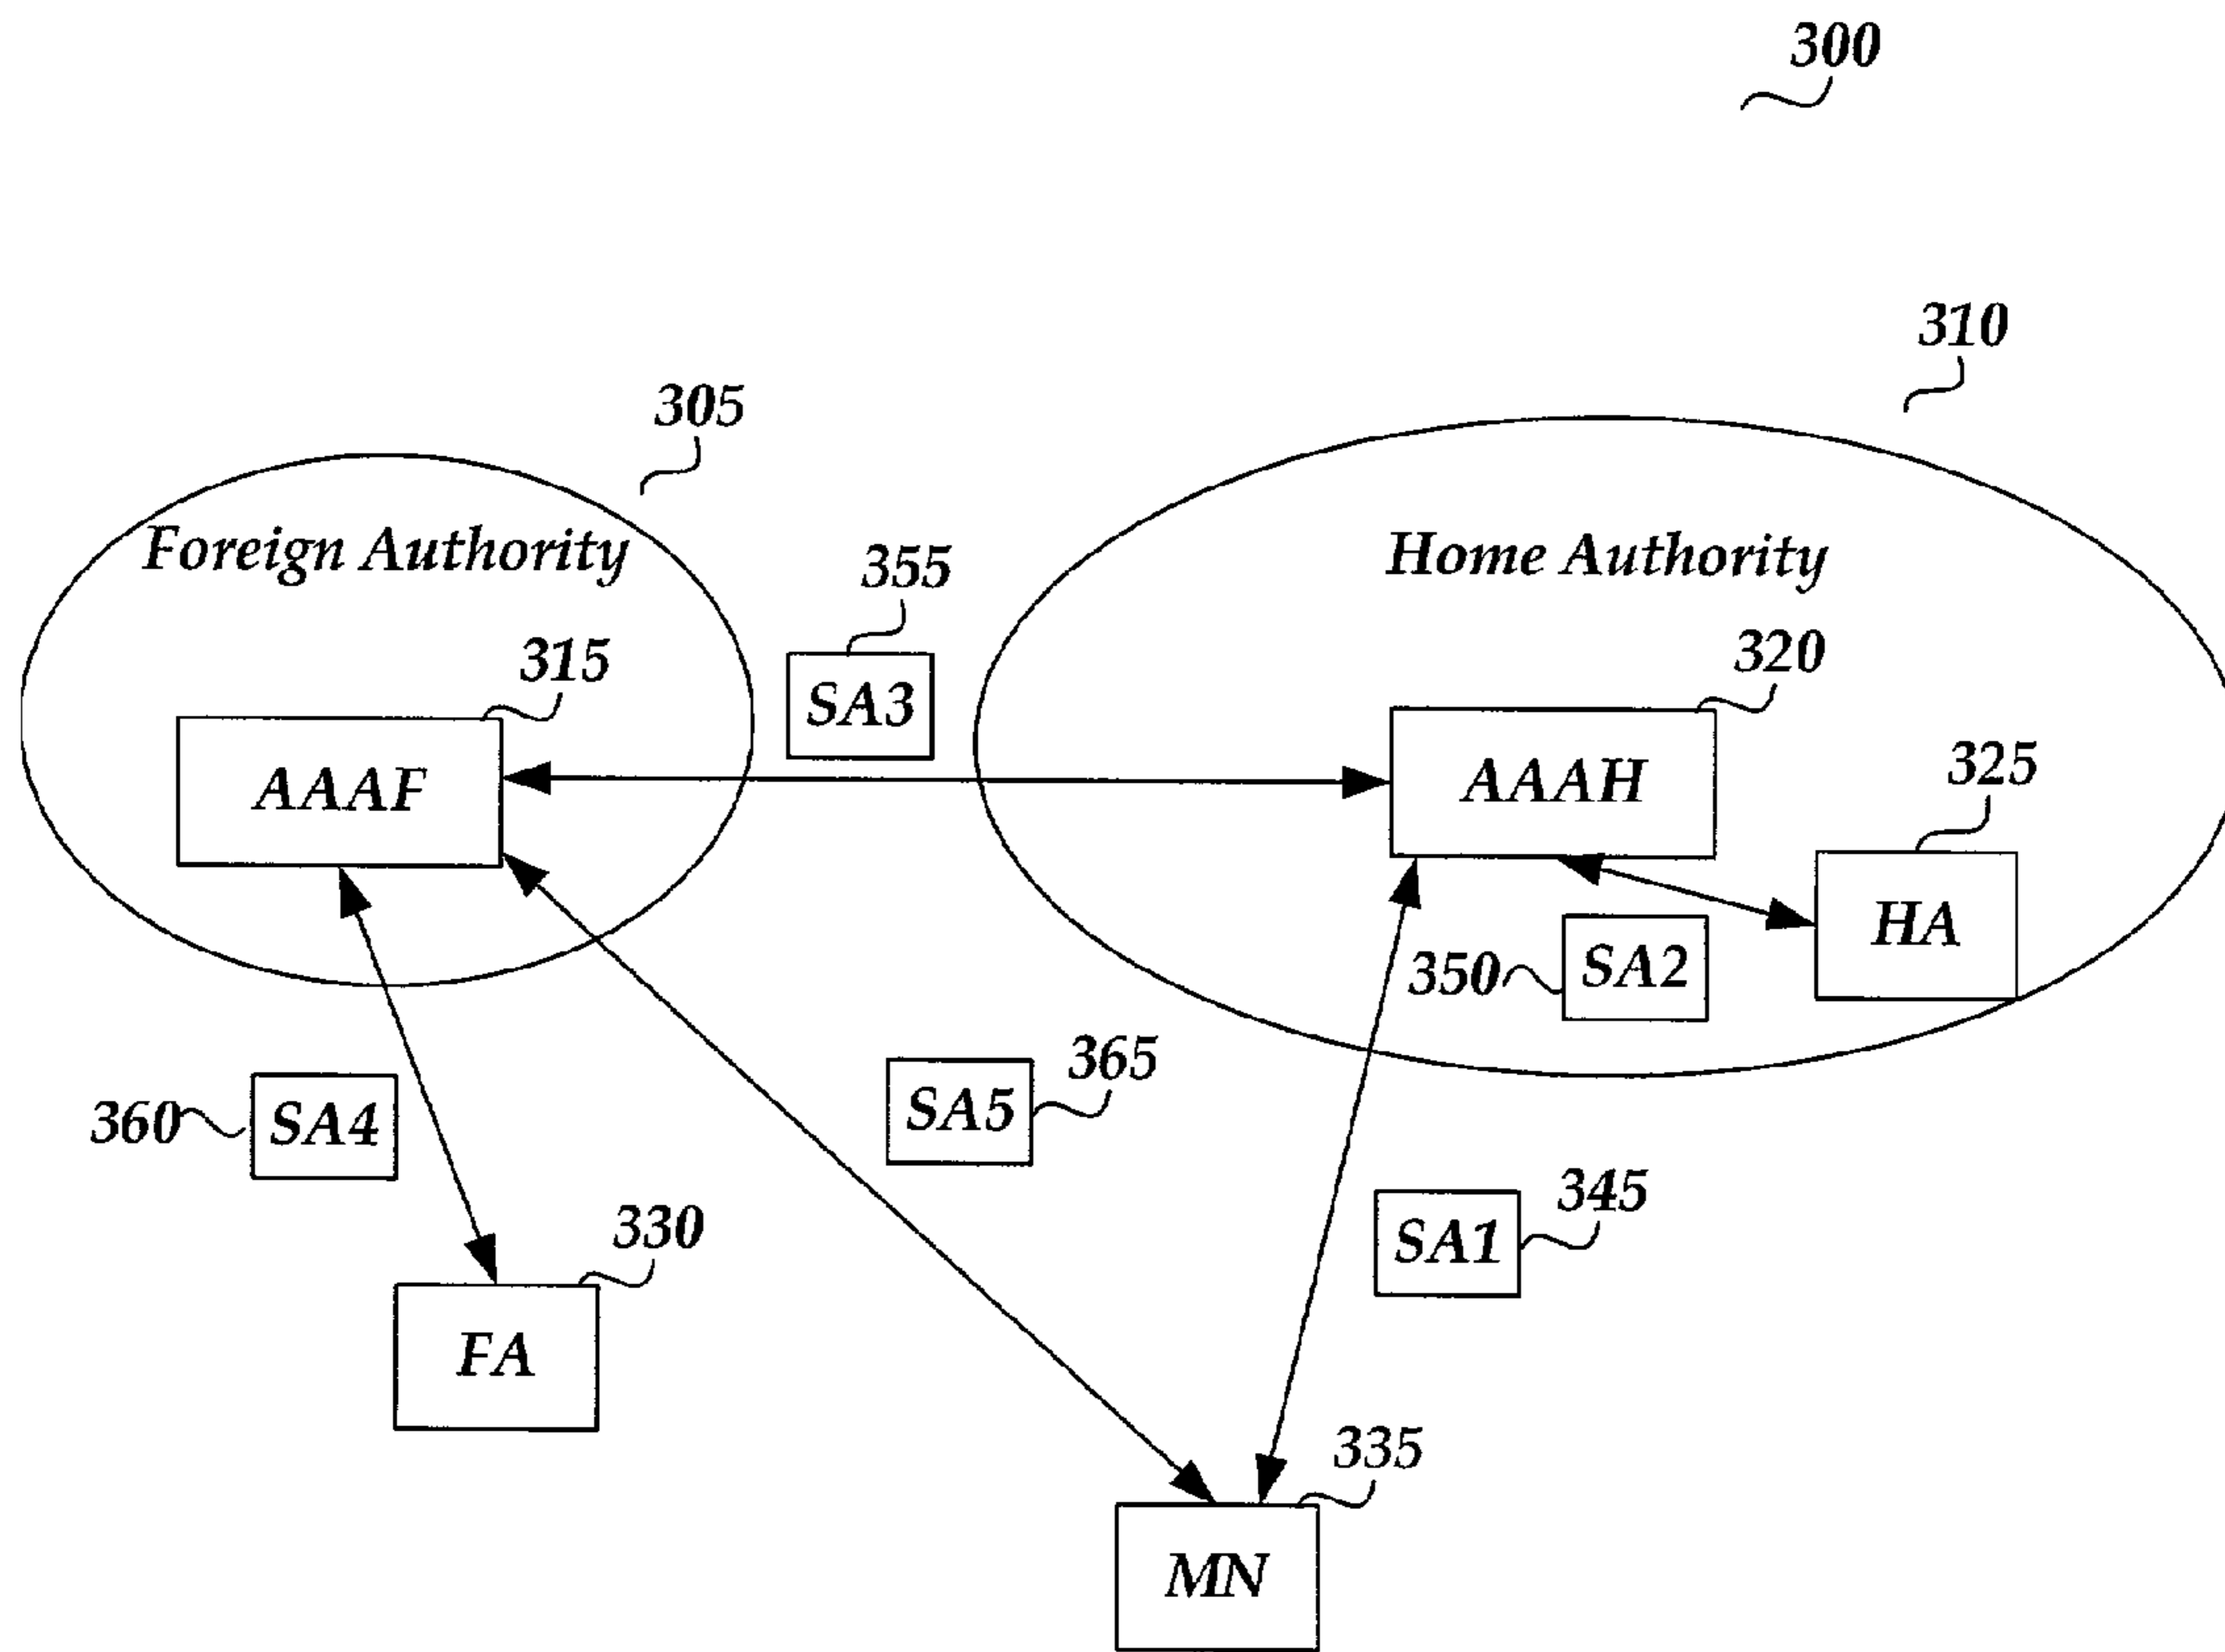 300
310
305
Foreign Authority
Home Authority
355
315
320
SA3
325
AAAF
AAAH
HA
350
SA2
365
SA5
360
SA4
345
SA1
330
FA
335
MN